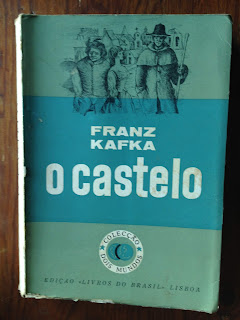 FRANZ
KAFKA
o castelo
COLECÇÃO
DOIS MUNDOS
EDIÇÃO «LIVROS DO BRASIL» LISBOA